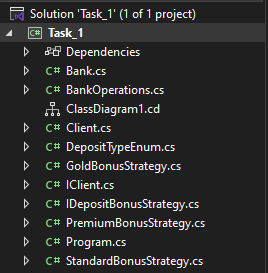 Solution 'Task_1' (1 of 1 project)
C# Task_1
Dependencies
C# Bank.cs
C# BankOperations.cs
ClassDiagram1.cd
C# Client.cs
C# DepositTypeEnum.cs
C# GoldBonusStrategy.cs
C# IClient.cs
C# IDepositBonusStrategy.cs
C# PremiumBonusStrategy.cs
C# Program.cs
C# StandardBonusStrategy.cs